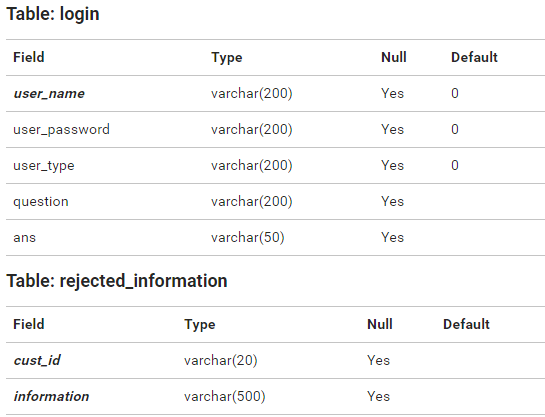 Table: login
Field Type Null Default
user_name varchar(200) Yes 0
user_password varchar(200) Yes 0
user_type varchar(200) Yes 0
question varchar(200) Yes
ans varchar(50) Yes
Table: rejected_information
Field Type Null Default
cust_id varchar(20) Yes
information varchar(500) Yes